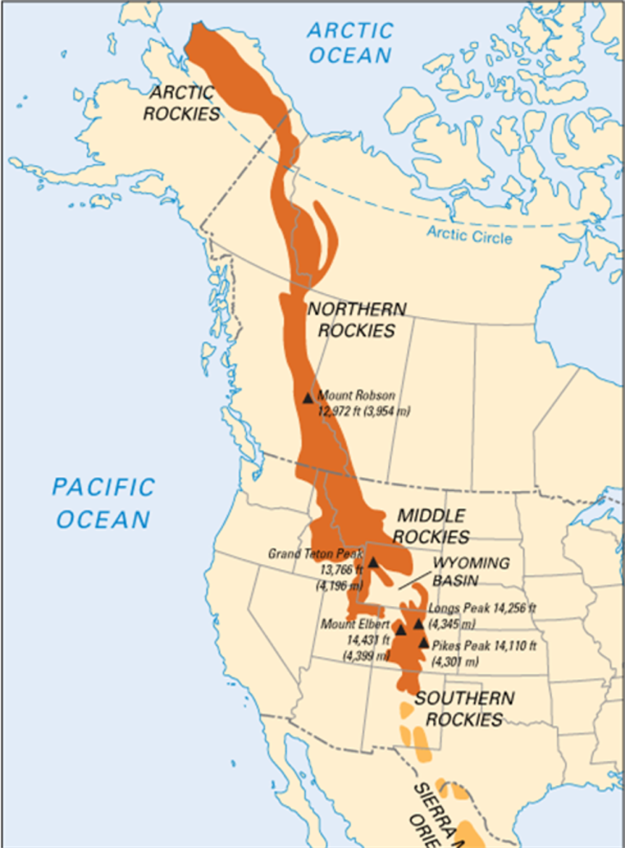 ARCTIC
OCEAN
ARCTIC
ROCKIES
Arctic Circle
NORTHERN
ROCKIES
Mount Robson
12,972 ft (3,954 m)
PACIFIC
OCEAN
MIDDLE
ROCKIES
Grand Teton Peak
13,766 ft
(4,196 m)
WYOMING
BASIN
Longs Peak 14,256 ft
(4,345 m)
Mount Elbert
14,431 ft
(4,399 m)
Pikes Peak 14,110 ft
(4,301 m)
SOUTHERN
ROCKIES
SIERRA
ORIE